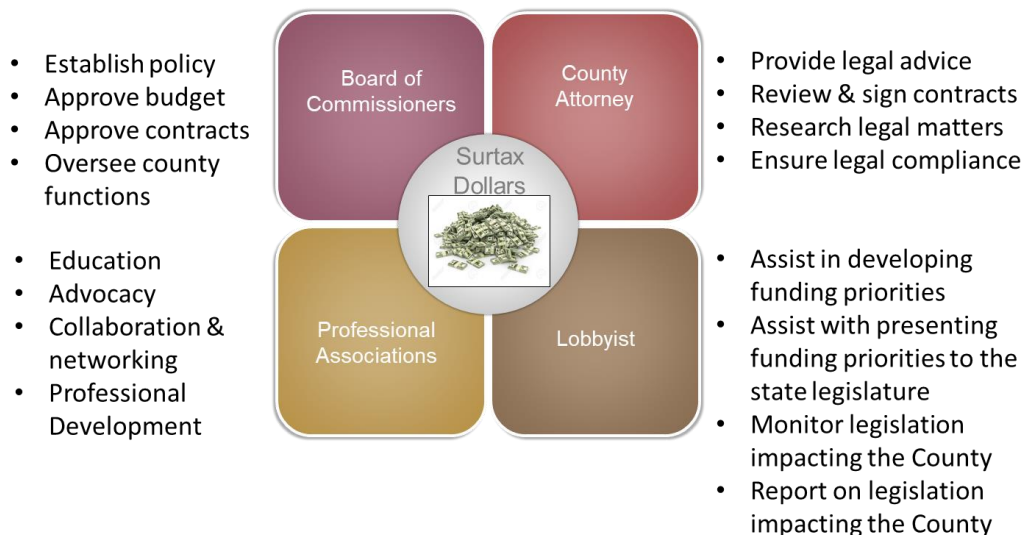 • Establish policy
• Approve budget
• Approve contracts
• Oversee county
functions
Board of
Commissioners
County
Attorney
• Provide legal advice
• Review & sign contracts
• Research legal matters
• Ensure legal compliance
Surtax
Dollars
• Education
• Advocacy
• Collaboration &
networking
• Professional
Development
Professional
Associations
Lobbyist
• Assist in developing
funding priorities
• Assist with presenting
funding priorities to the
state legislature
• Monitor legislation
impacting the County
• Report on legislation
impacting the County